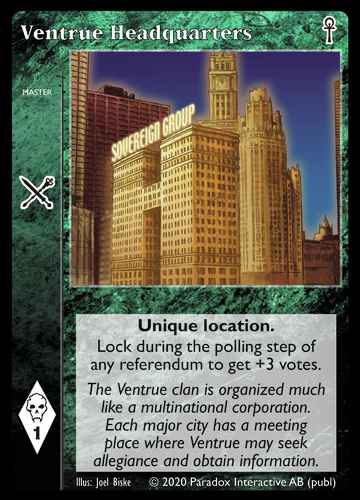 Ventrue Headquarters
MASTER
SOVEREIGN GROUP
Unique location.
Lock during the polling step of
any referendum to get +3 votes.
The Ventrue clan is organized much
like a multinational corporation.
Each major city has a meeting
place where Ventrue may seek
allegiance and obtain information.
1
Illus: Joel Biske © 2020 Paradox Interactive AB (publ)